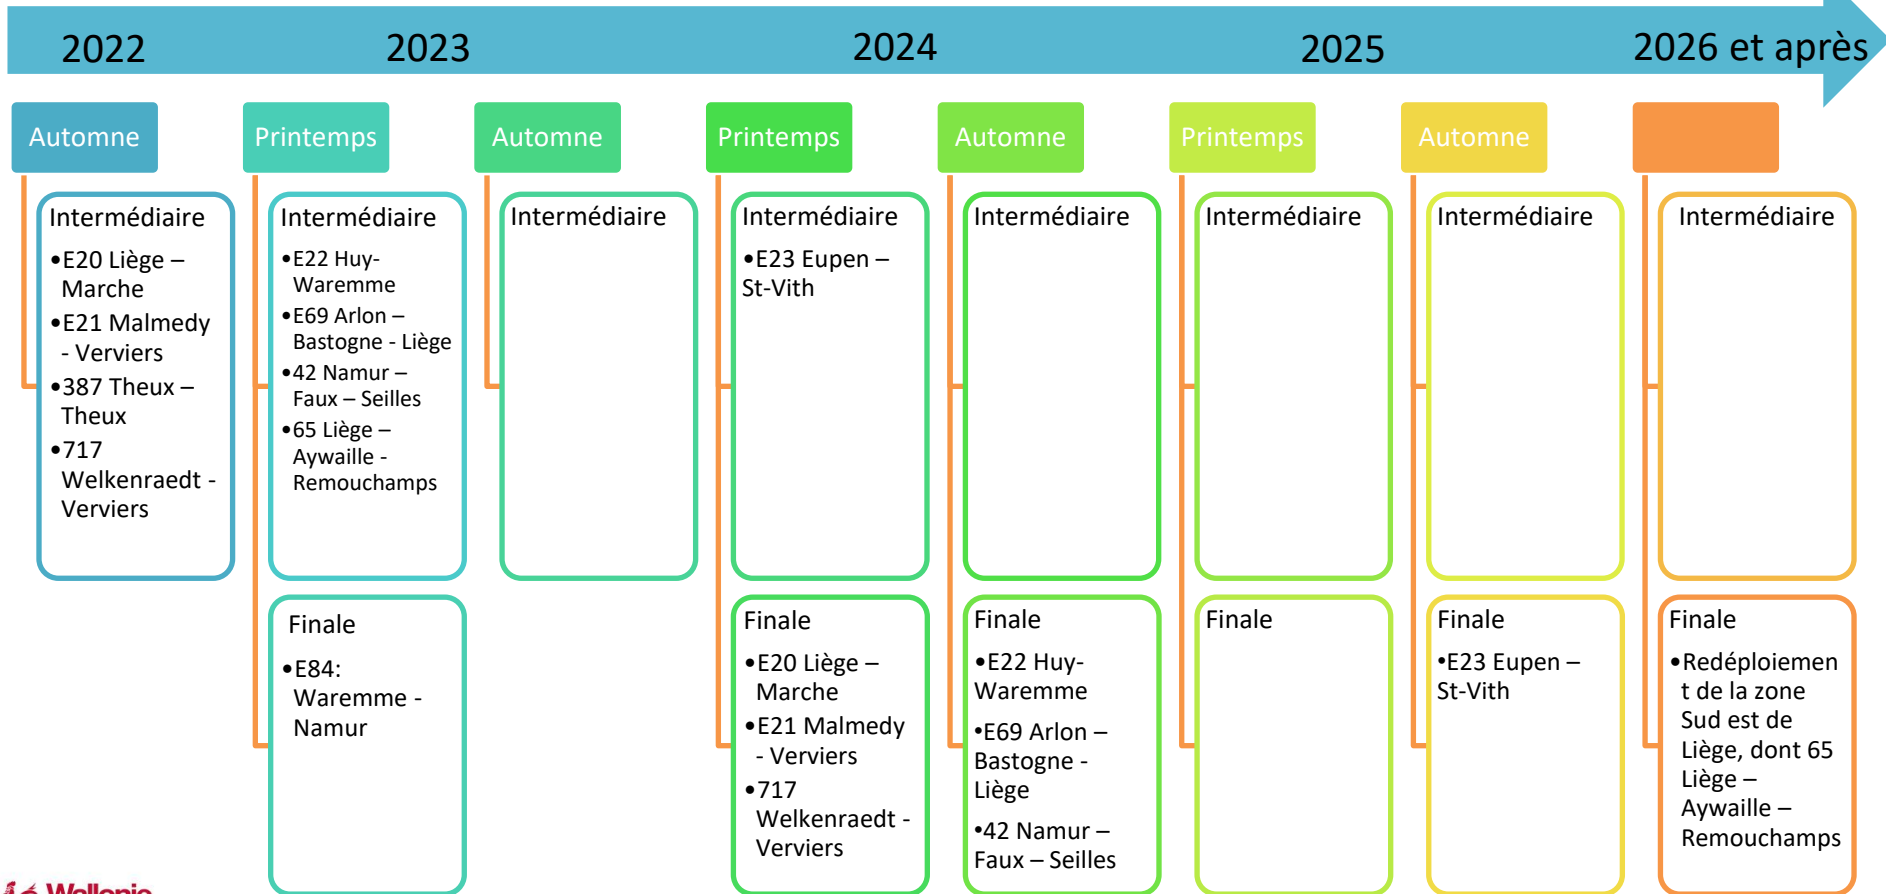 2022
2023
2024
2025
2026 et après
Automne
Printemps
Automne
Printemps
Automne
Printemps
Automne
Intermédiaire
•E20 Liège –
Marche
•E21 Malmedy
- Verviers
•387 Theux –
Theux
•717
Welkenraedt -
Verviers
Intermédiaire
•E22 Huy-
Waremme
•E69 Arlon –
Bastogne - Liège
•42 Namur –
Faux – Seilles
•65 Liège –
Aywaille -
Remouchamps
Finale
•E84:
Waremme -
Namur
Intermédiaire
Intermédiaire
•E23 Eupen –
St-Vith
Finale
•E20 Liège –
Marche
•E21 Malmedy
- Verviers
•717
Welkenraedt -
Verviers
Intermédiaire
Finale
•E22 Huy-
Waremme
•E69 Arlon –
Bastogne -
Liège
•42 Namur –
Faux – Seilles
Intermédiaire
Finale
Intermédiaire
Finale
•E23 Eupen –
St-Vith
Intermédiaire
Finale
•Redéploiemen
t de la zone
Sud est de
Liège, dont 65
Liège –
Aywaille –
Remouchamps
Wallonie